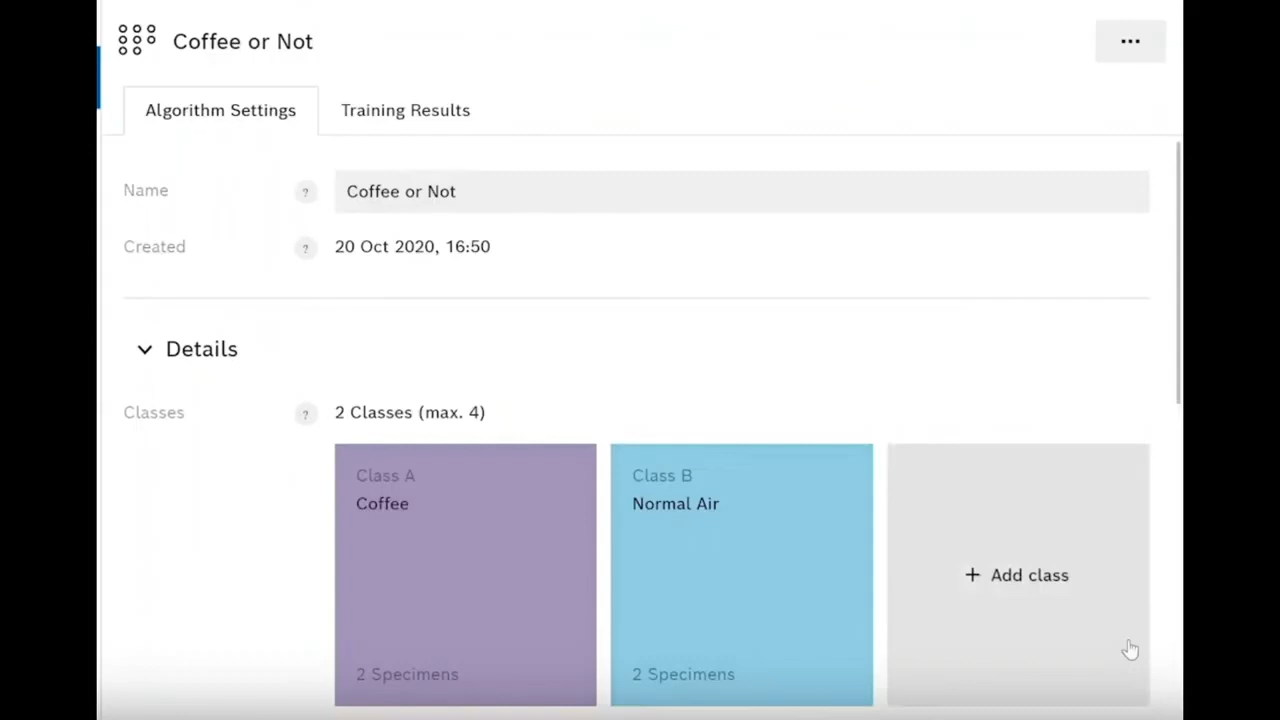 Coffee or Not
...
Algorithm Settings Training Results
Name ? Coffee or Not
Created ? 20 Oct 2020, 16:50
Details
Classes ? 2 Classes (max. 4)
Class A
Coffee
2 Specimens
Class B
Normal Air
2 Specimens
+ Add class